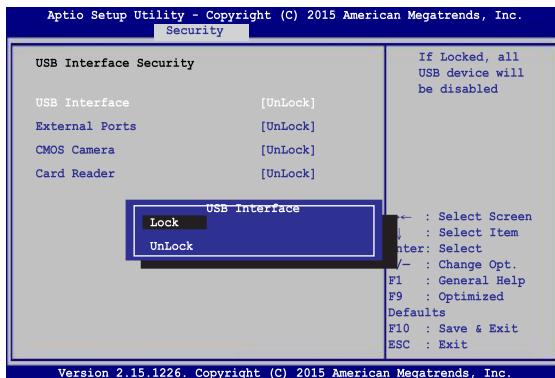 Aptio Setup Utility - Copyright (C) 2015 American Megatrends, Inc.
Security
USB Interface Security
USB Interface [UnLock]
External Ports [UnLock]
CMOS Camera [UnLock]
Card Reader [UnLock]
If Locked, all
USB device will
be disabled
USB Interface
Lock
UnLock
→← : Select Screen
↓ : Select Item
nter: Select
/— : Change Opt.
F1 : General Help
F9 : Optimized
Defaults
F10 : Save & Exit
ESC : Exit
Version 2.15.1226. Copyright (C) 2015 American Megatrends, Inc.